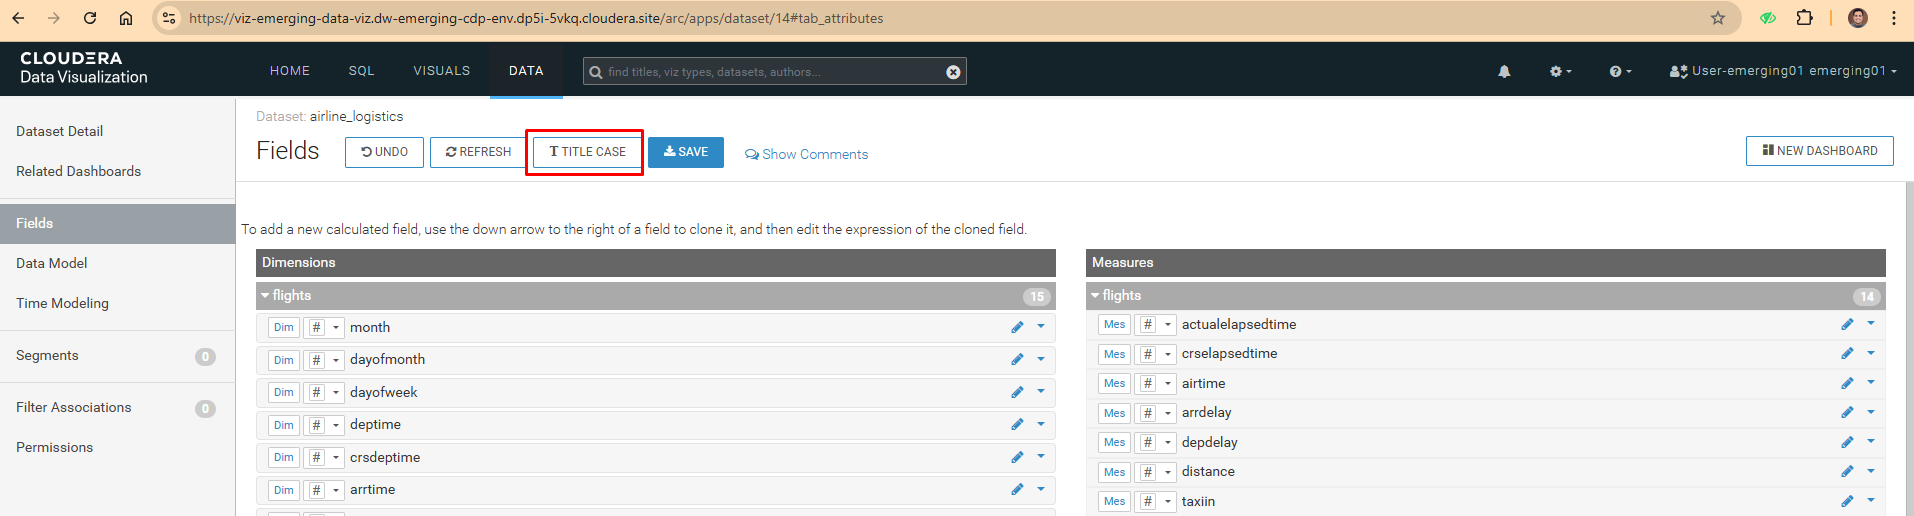 https://viz-emerging-data-viz.dw-emerging-cdp-env.dp5i-5vkq.cloudera.site/arc/apps/dataset/14#tab_attributes
CLOUDERA
Data Visualization
HOME SQL VISUALS DATA find titles, viz types, datasets, authors... User-emerging01 emerging01
Dataset Detail
Related Dashboards
Fields
Data Model
Time Modeling
Segments 0
Filter Associations 0
Permissions
Dataset: airline_logistics
Fields UNDO REFRESH T TITLE CASE SAVE Show Comments NEW DASHBOARD
To add a new calculated field, use the down arrow to the right of a field to clone it, and then edit the expression of the cloned field.
Dimensions
flights 15
Dim # month
Dim # dayofmonth
Dim # dayofweek
Dim # deptime
Dim # crsdeptime
Dim # arrtime
Measures
flights 14
Mes # actualelapsedtime
Mes # crselapsedtime
Mes # airtime
Mes # arrdelay
Mes # depdelay
Mes # distance
Mes # taxiin